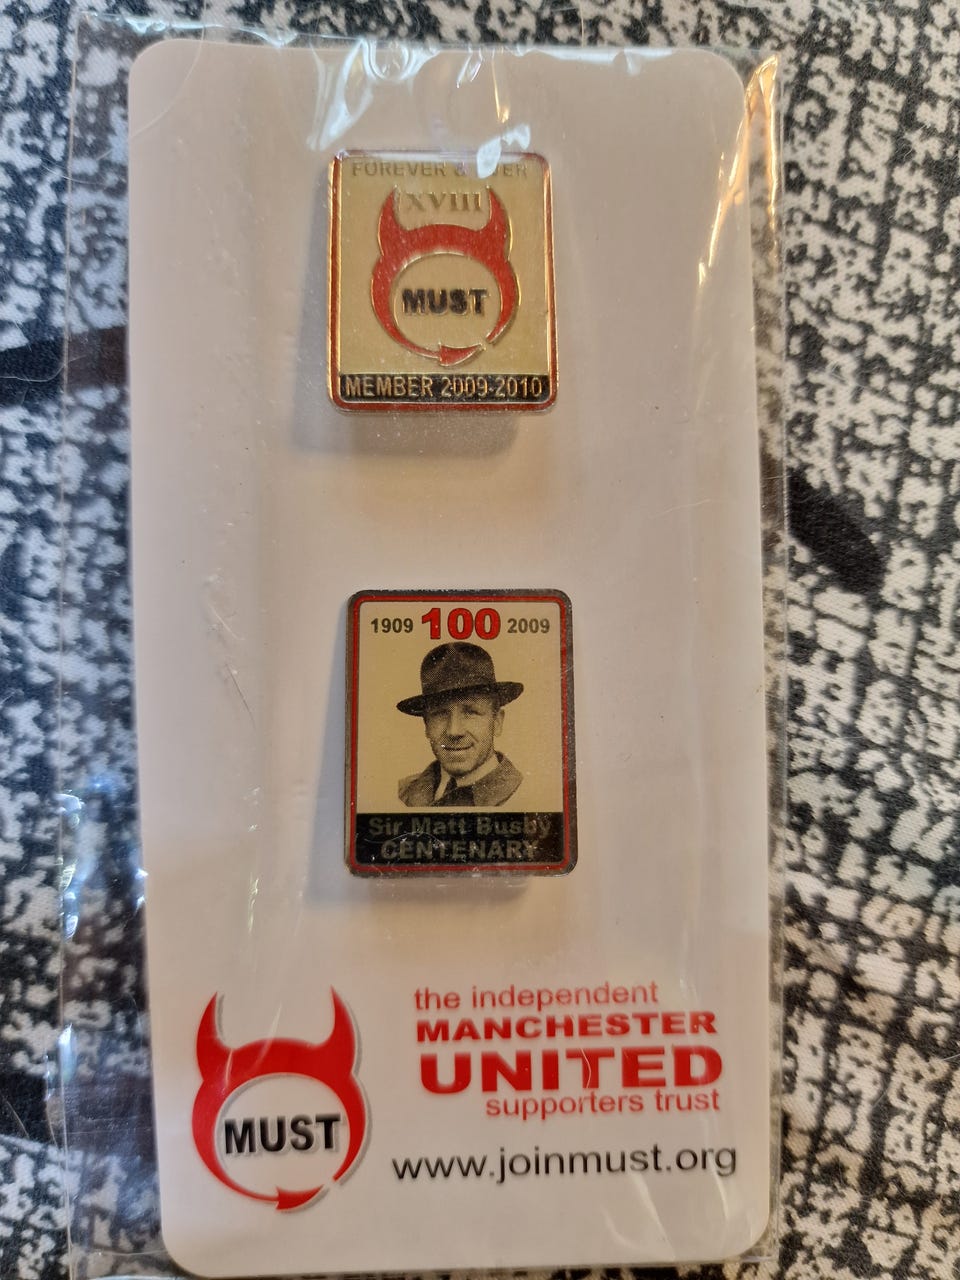 FOREVER & EVER
XVIII
MUST
MEMBER 2009-2010
1909 100 2009
Sir Matt Busby
CENTENARY
the independent
MANCHESTER
UNITED
supporters trust
MUST
www.joinmust.org